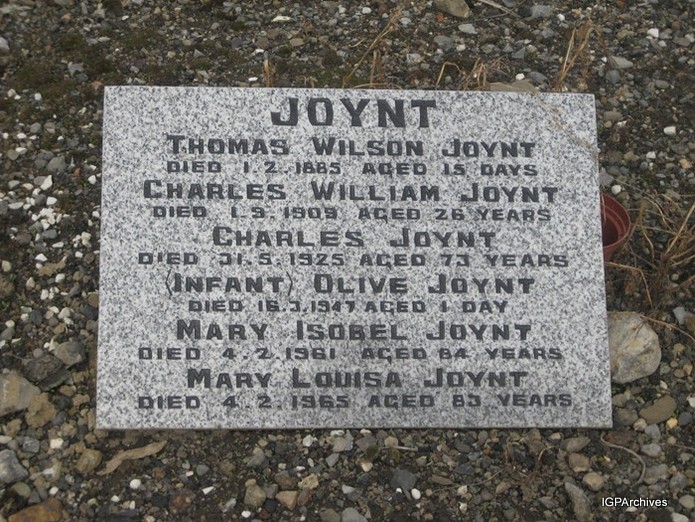 JOYNT
THOMAS WILSON JOYNT
DIED 1.2.1885 AGED 15 DAYS
CHARLES WILLIAM JOYNT
DIED 1.9.1909 AGED 26 YEARS
CHARLES JOYNT
DIED 31.5.1925 AGED 73 YEARS
(INFANT) OLIVE JOYNT
DIED 16.3.1947 AGED 1 DAY
MARY ISOBEL JOYNT
DIED 4.2.1961 AGED 84 YEARS
MARY LOUISA JOYNT
DIED 4.2.1965 AGED 83 YEARS
IGPArchives